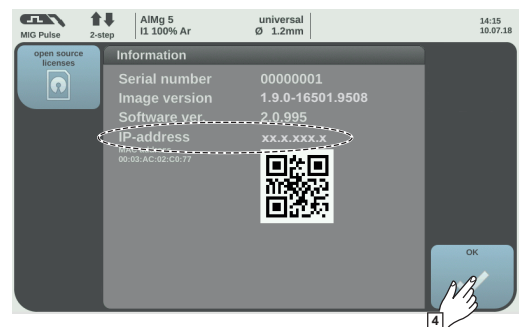 MIG Pulse
2-step
AlMg 5
I1 100% Ar
universal
Ø 1.2mm
14:15
10.07.18
open source
licenses
Information
Serial number 00000001
Image version 1.9.0-16501.9508
Software ver. 2.0.995
IP-address xx.x.xxx.x
00:03:AC:02:C0:77
OK
4